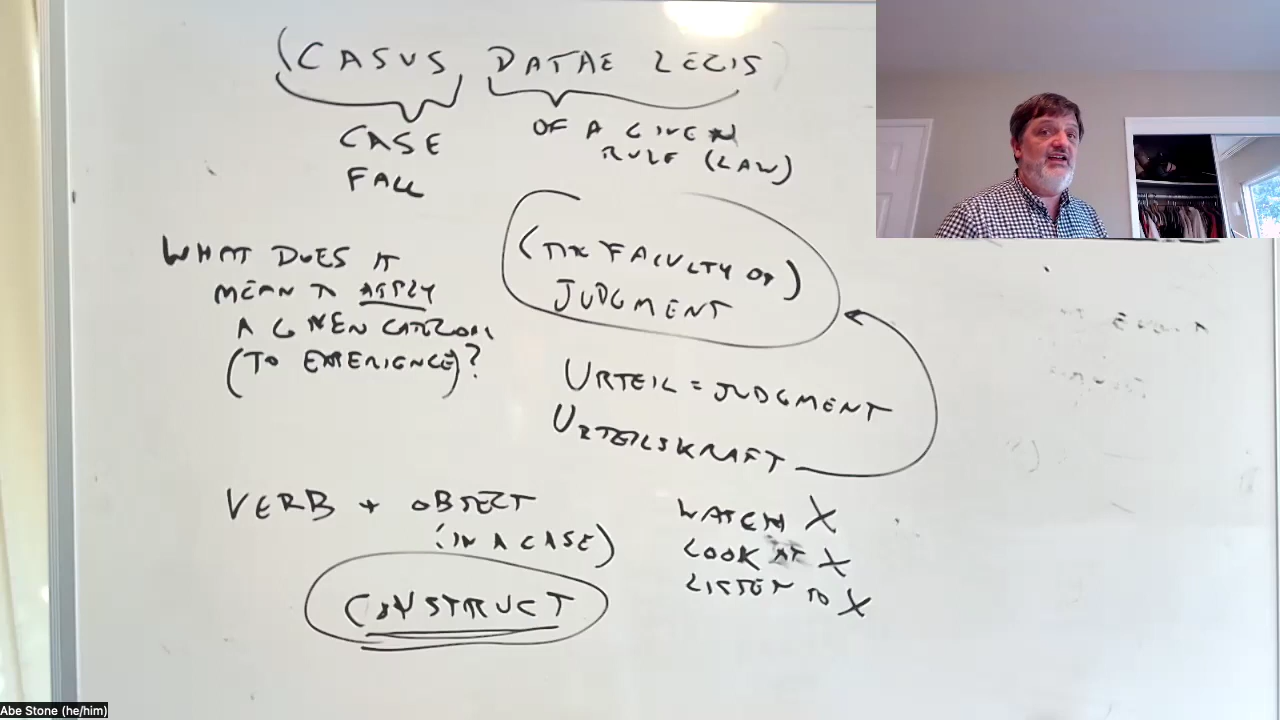 (CASUS DATAE LEGIS)
CASE
FALL
OF A GIVEN
RULE (LAW)
(THE FACULTY OF)
JUDGMENT
WHAT DOES IT
MEAN TO APPLY
A GIVEN CATEGORY
(TO EXPERIENCE)?
URTEIL = JUDGMENT
URTEILSKRAFT
VERB + OBJECT
(IN A CASE)
CONSTRUCT
WATCH X
LOOK AT X
LISTEN TO X
Abe Stone (he/him)